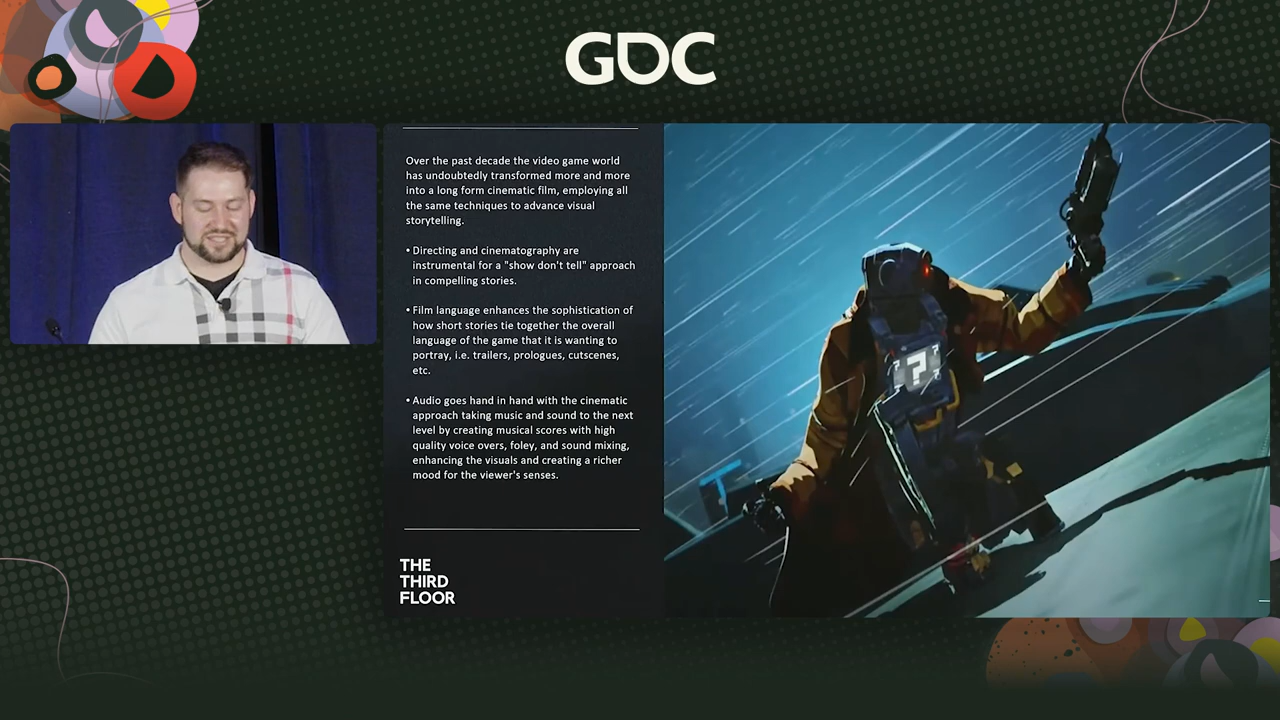 GDC
Over the past decade the video game world
has undoubtedly transformed more and more
into a long form cinematic film, employing all
the same techniques to advance visual
storytelling.
• Directing and cinematography are
instrumental for a "show don't tell" approach
in compelling stories.
• Film language enhances the sophistication of
how short stories tie together the overall
language of the game that it is wanting to
portray, i.e. trailers, prologues, cutscenes,
etc.
• Audio goes hand in hand with the cinematic
approach taking music and sound to the next
level by creating musical scores with high
quality voice overs, foley, and sound mixing,
enhancing the visuals and creating a richer
mood for the viewer's senses.
THE
THIRD
FLOOR
?